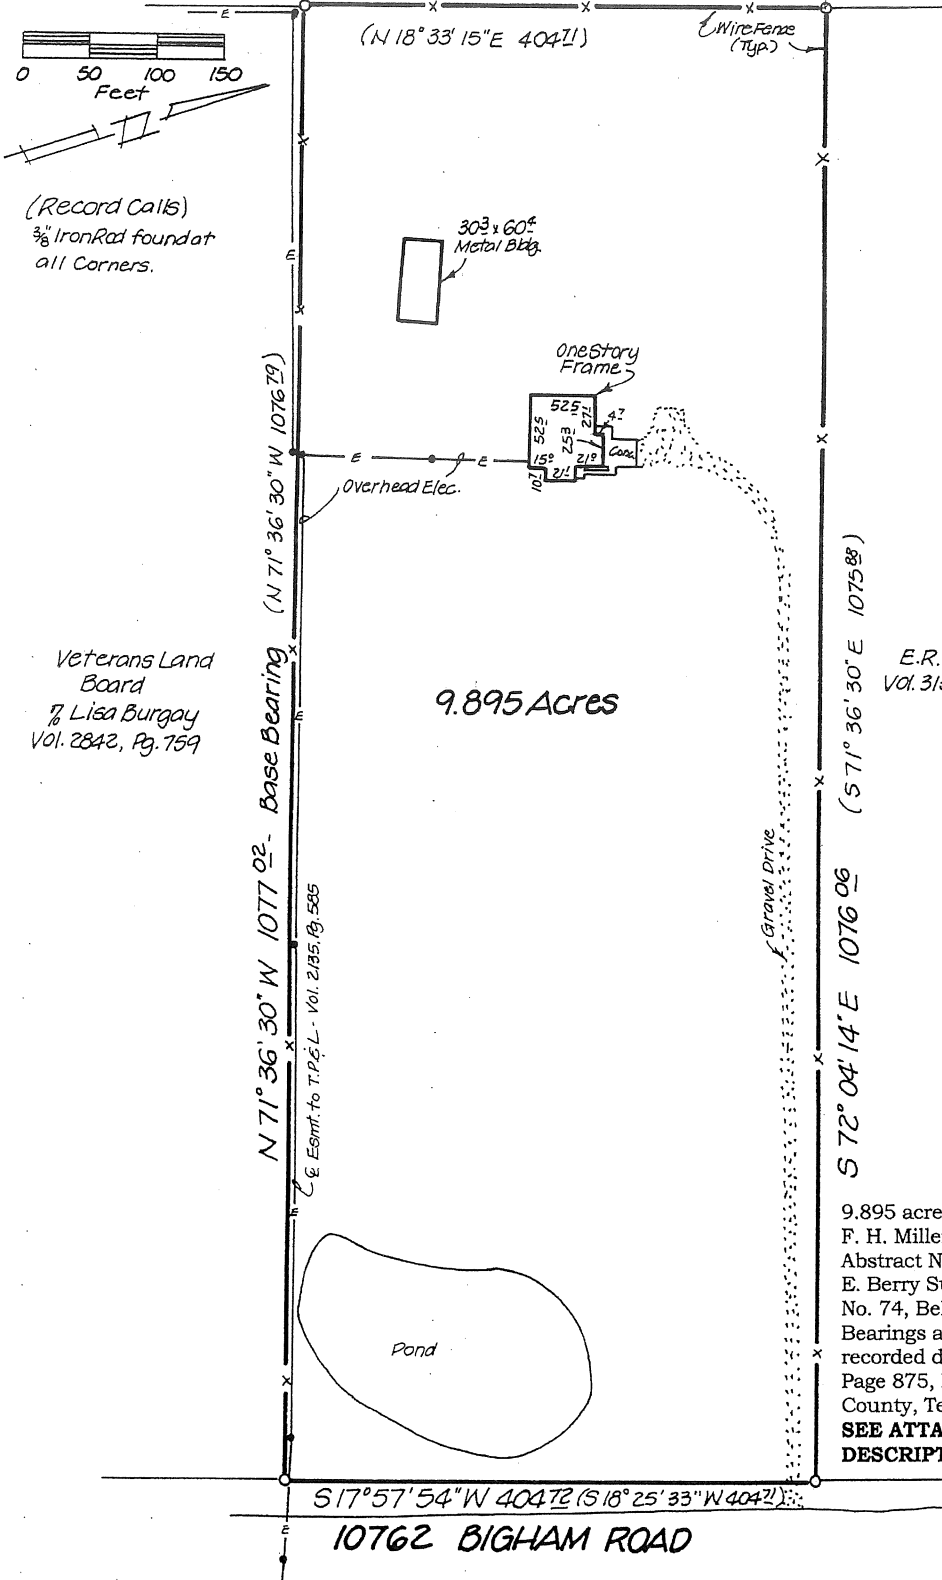 E
(N 18° 33' 15" E 404 71)
Wire Fence
(Typ.)
0 50 100 150
Feet
(Record Calls)
3/8" Iron Rod found at
all Corners.
30 3 x 60 4
Metal Bldg.
E
One Story
Frame
52 5
27 1
4 7
52 5
25 3
Conc.
15 0
21 0
21 1
10 7
E
E
Overhead Elec.
(N 71° 36' 30" W 1076 79)
N 71° 36' 30" W 1077 02 - Base Bearing
Veterans Land
Board
% Lisa Burgay
Vol. 2842, Pg. 759
E
9.895 Acres
E.R.
Vol. 31
(S 71° 36' 30" E 1075 88)
S 72° 04' 14" E 1076 06
Gravel Drive
℄ Esmt. to T.P.& L. - Vol. 2135, Pg. 585
E
Pond
9.895 acre
F. H. Mille
Abstract N
E. Berry Su
No. 74, Be
Bearings a
recorded d
Page 875,
County, Te
SEE ATTA
DESCRIPT
S 17° 57' 54" W 404 72 (S 18° 25' 33" W 404 71)
E
10762 BIGHAM ROAD